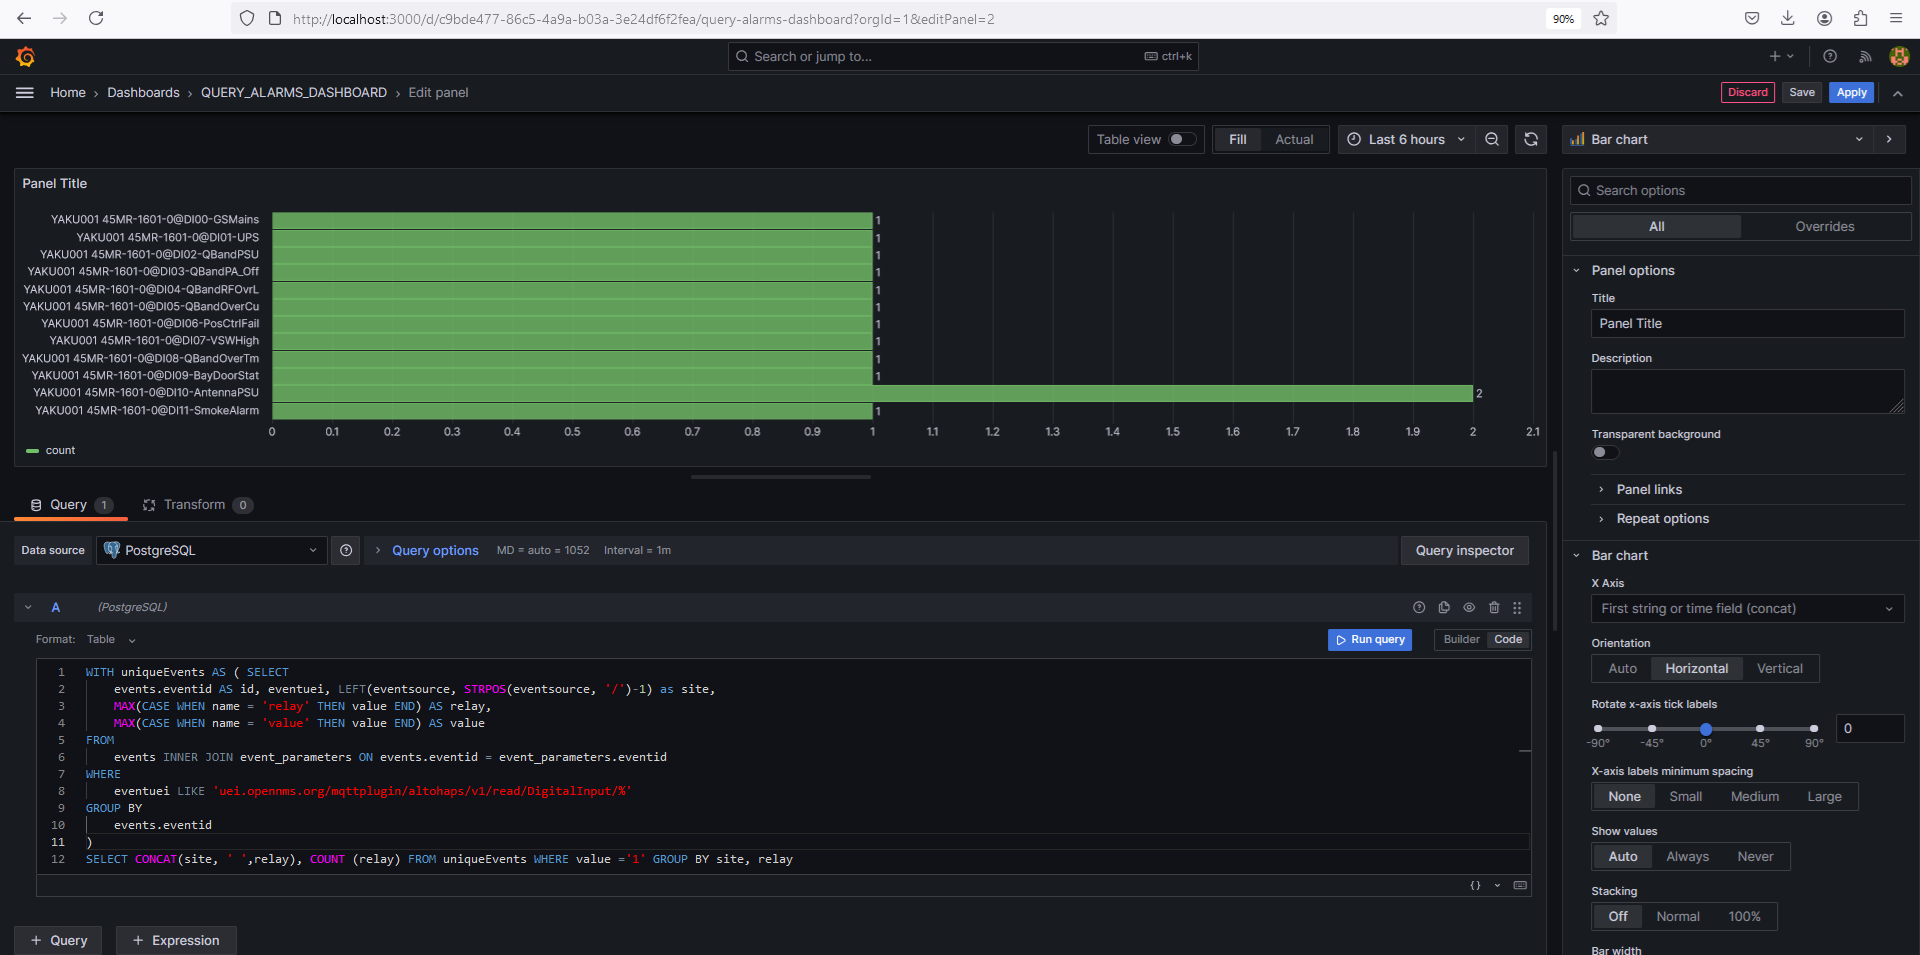 http://localhost:3000/d/c9bde477-86c5-4a9a-b03a-3e24df6f2fea/query-alarms-dashboard?orgId=1&editPanel=2
90%
Search or jump to...
ctrl+k
Home › Dashboards › QUERY_ALARMS_DASHBOARD › Edit panel
Discard
Save
Apply
Table view
Fill
Actual
Last 6 hours
Bar chart
Panel Title
YAKU001 45MR-1601-0@DI00-GSMains 1
YAKU001 45MR-1601-0@DI01-UPS 1
YAKU001 45MR-1601-0@DI02-QBandPSU 1
YAKU001 45MR-1601-0@DI03-QBandPA_Off 1
YAKU001 45MR-1601-0@DI04-QBandRFOvrL 1
YAKU001 45MR-1601-0@DI05-QBandOverCu 1
YAKU001 45MR-1601-0@DI06-PosCtrlFail 1
YAKU001 45MR-1601-0@DI07-VSWHigh 1
YAKU001 45MR-1601-0@DI08-QBandOverTm 1
YAKU001 45MR-1601-0@DI09-BayDoorStat 1
YAKU001 45MR-1601-0@DI10-AntennaPSU 2
YAKU001 45MR-1601-0@DI11-SmokeAlarm 1
0 0.1 0.2 0.3 0.4 0.5 0.6 0.7 0.8 0.9 1 1.1 1.2 1.3 1.4 1.5 1.6 1.7 1.8 1.9 2 2.1
count
Query 1
Transform 0
Data source
PostgreSQL
Query options
MD = auto = 1052
Interval = 1m
Query inspector
A
(PostgreSQL)
Format: Table
Run query
Builder
Code
1 WITH uniqueEvents AS ( SELECT
2 events.eventid AS id, eventuei, LEFT(eventsource, STRPOS(eventsource, '/')-1) as site,
3 MAX(CASE WHEN name = 'relay' THEN value END) AS relay,
4 MAX(CASE WHEN name = 'value' THEN value END) AS value
5 FROM
6 events INNER JOIN event_parameters ON events.eventid = event_parameters.eventid
7 WHERE
8 eventuei LIKE 'uei.opennms.org/mqttplugin/altohaps/v1/read/DigitalInput/%'
9 GROUP BY
10 events.eventid
11 )
12 SELECT CONCAT(site, ' ',relay), COUNT (relay) FROM uniqueEvents WHERE value ='1' GROUP BY site, relay
{}
+ Query
+ Expression
Search options
All
Overrides
Panel options
Title
Panel Title
Description
Transparent background
Panel links
Repeat options
Bar chart
X Axis
First string or time field (concat)
Orientation
Auto
Horizontal
Vertical
Rotate x-axis tick labels
0
-90° -45° 0° 45° 90°
X-axis labels minimum spacing
None
Small
Medium
Large
Show values
Auto
Always
Never
Stacking
Off
Normal
100%
Bar width